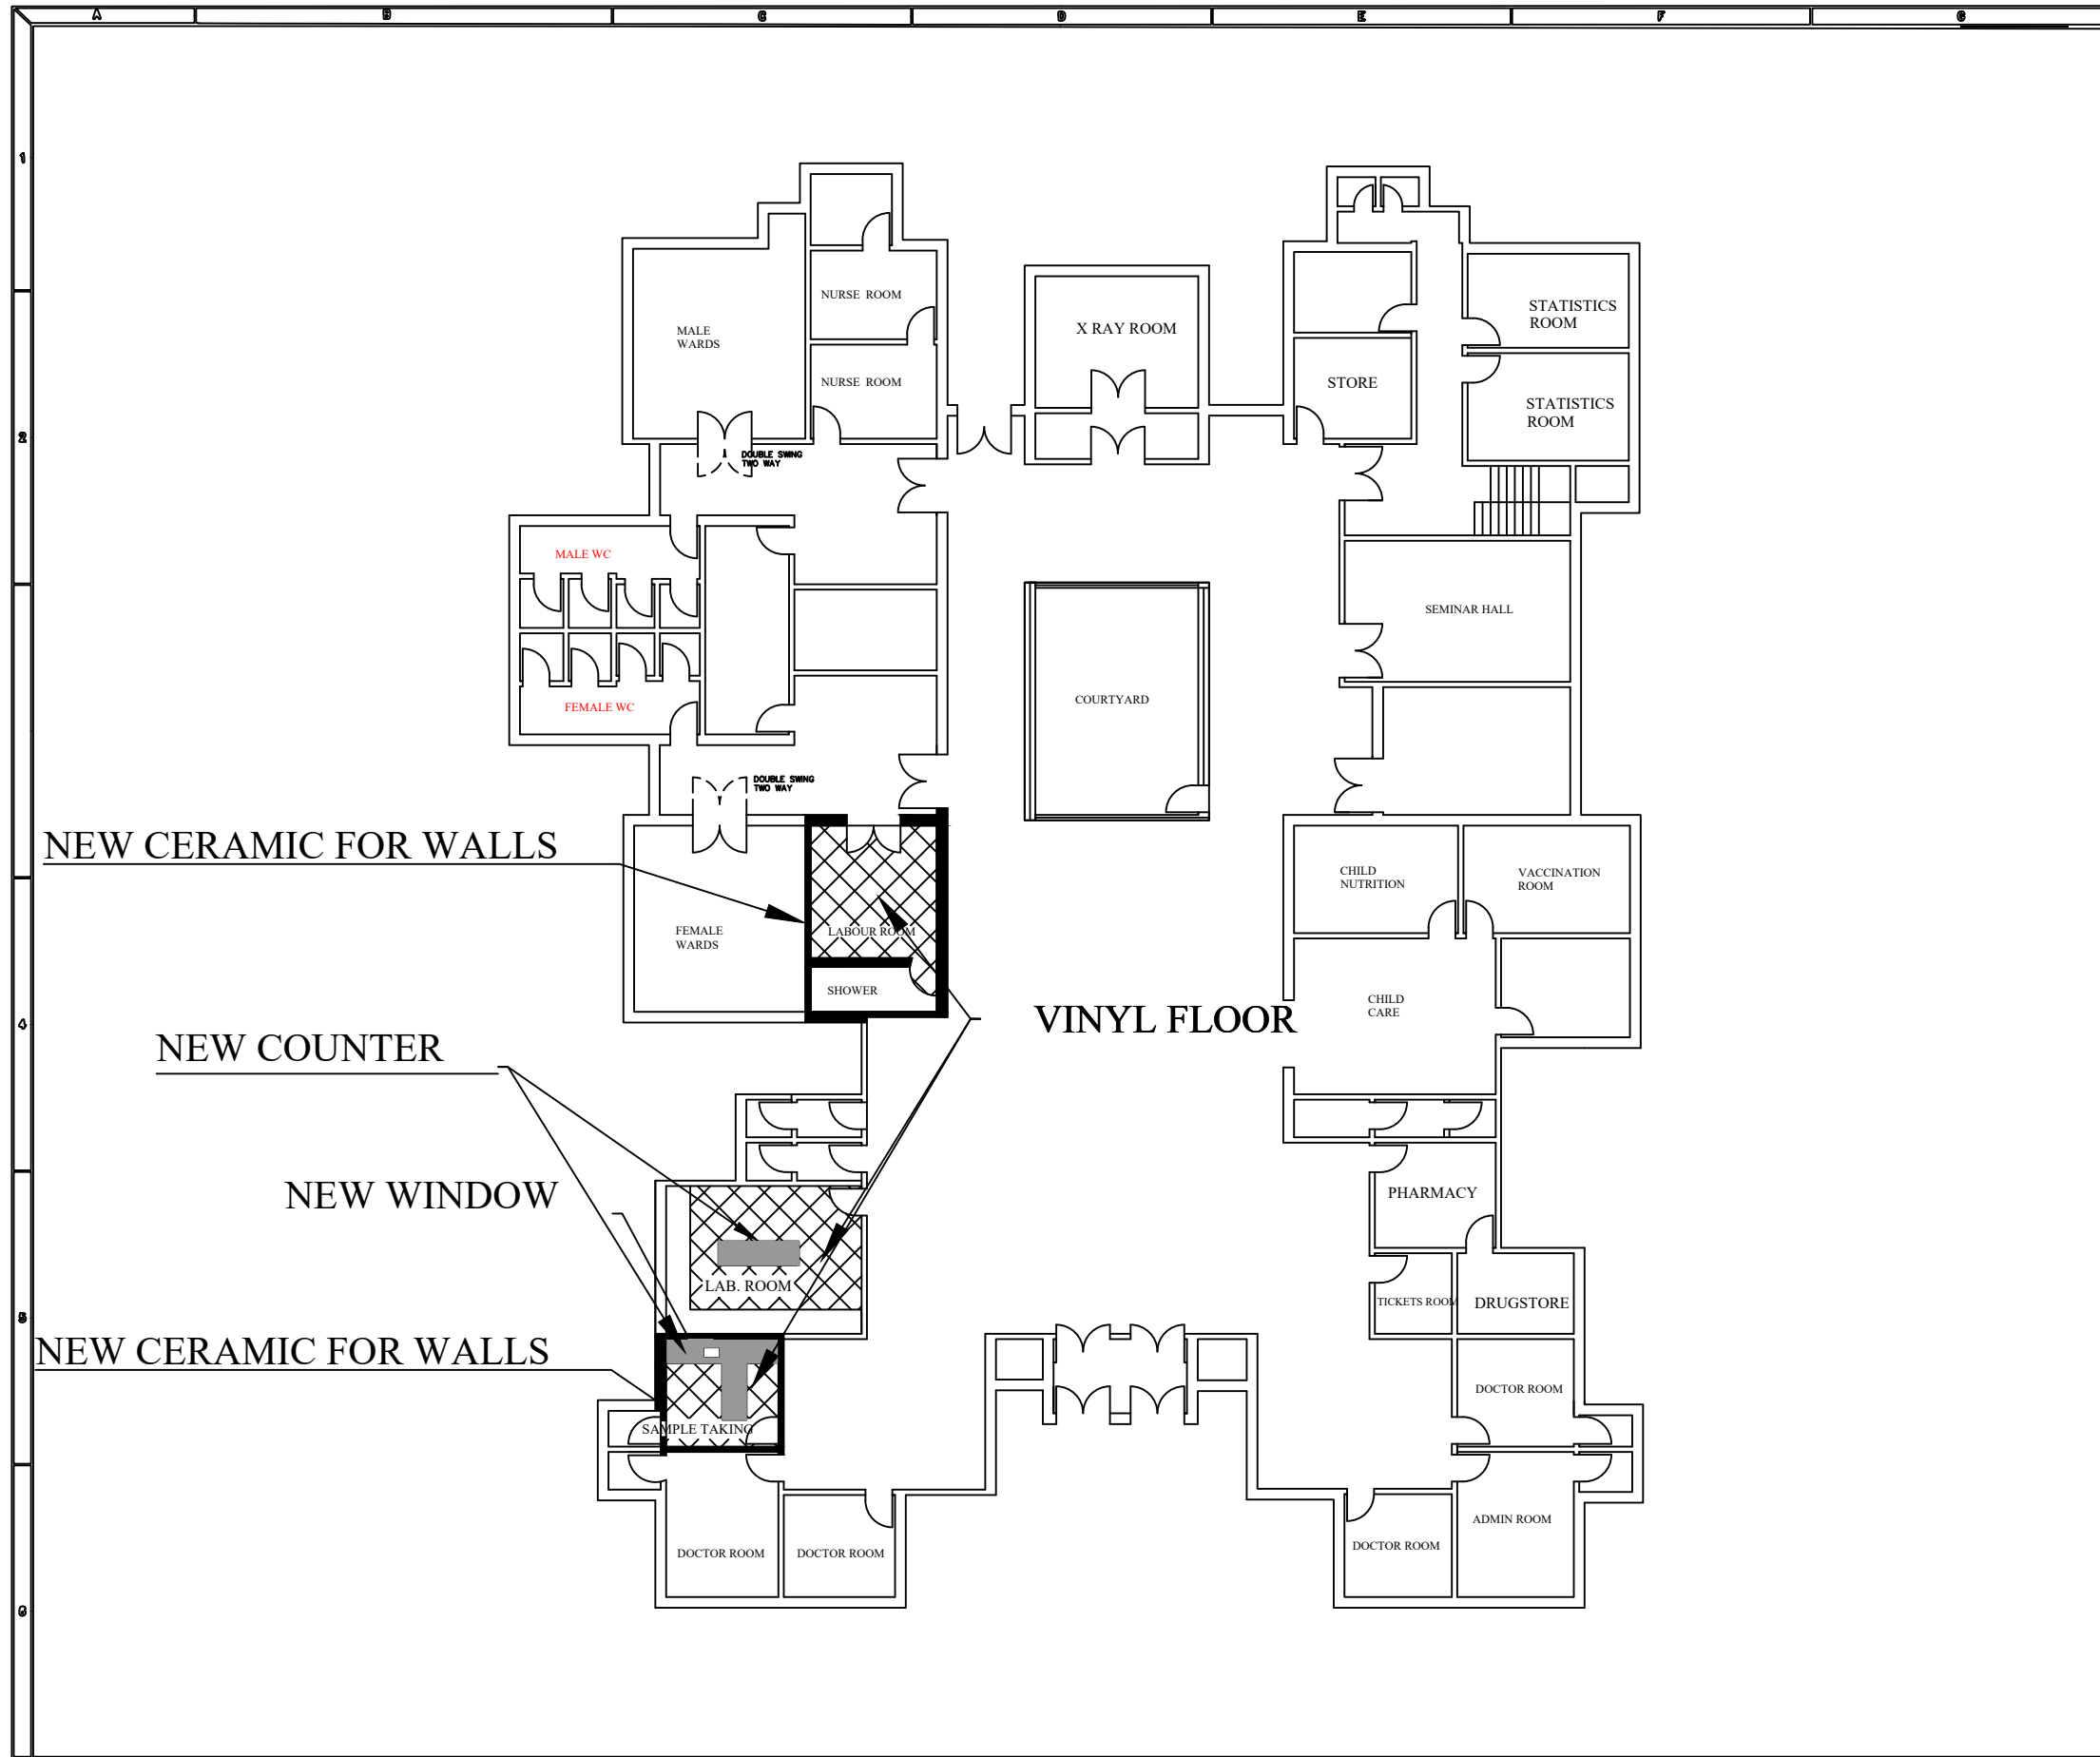 A
B
C
D
E
F
G
1
2
4
5
6
NURSE ROOM
MALE
WARDS
NURSE ROOM
X RAY ROOM
STORE
STATISTICS
ROOM
STATISTICS
ROOM
DOUBLE SWING
TWO WAY
MALE WC
FEMALE WC
SEMINAR HALL
COURTYARD
DOUBLE SWING
TWO WAY
NEW CERAMIC FOR WALLS
FEMALE
WARDS
LABOUR ROOM
SHOWER
CHILD
NUTRITION
VACCINATION
ROOM
CHILD
CARE
VINYL FLOOR
NEW COUNTER
NEW WINDOW
LAB. ROOM
PHARMACY
TICKETS ROOM
DRUGSTORE
NEW CERAMIC FOR WALLS
SAMPLE TAKING
DOCTOR ROOM
DOCTOR ROOM
DOCTOR ROOM
DOCTOR ROOM
ADMIN ROOM